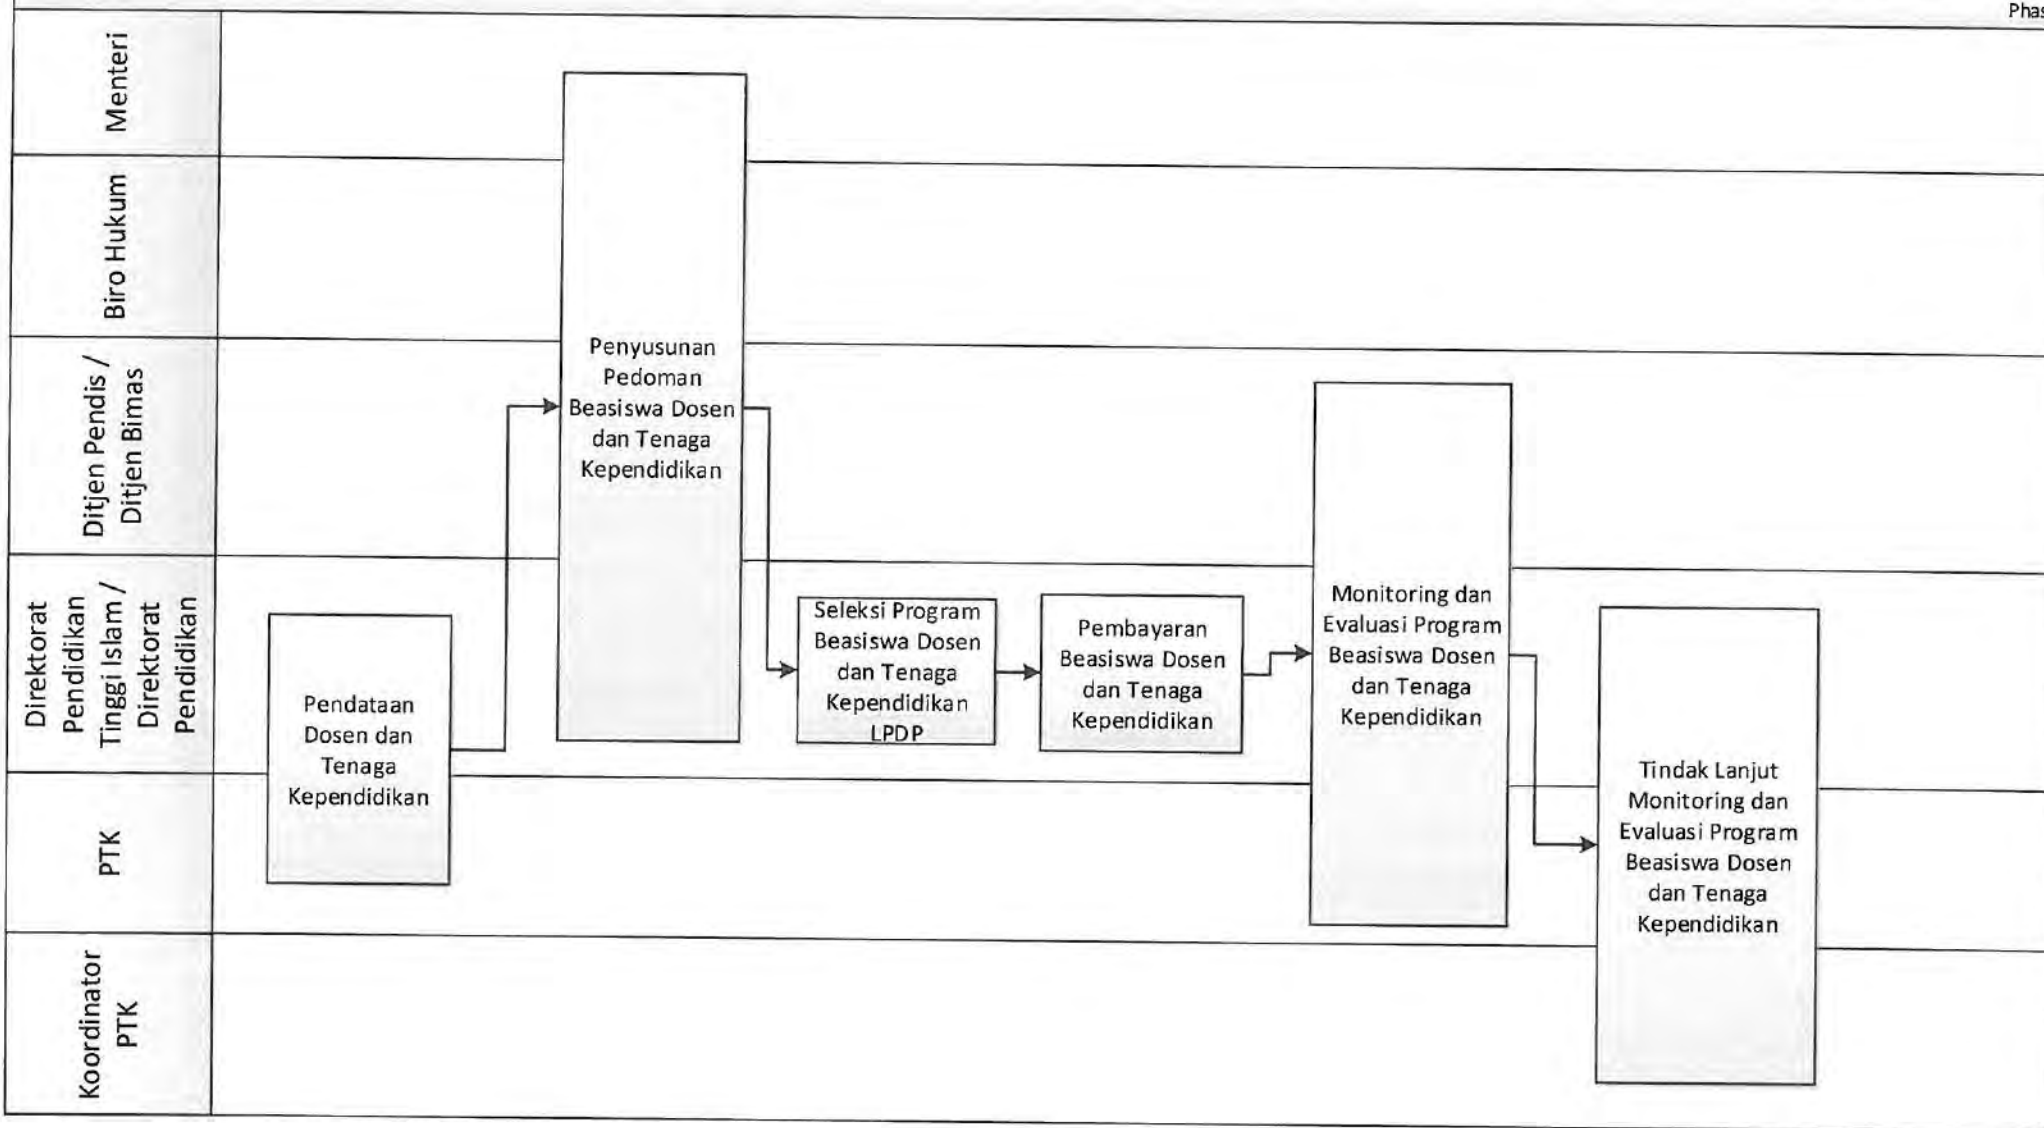 Phas
Menteri
Biro Hukum
Ditjen Pendis /
Ditjen Bimas
Direktorat
Pendidikan
Tinggi Islam /
Direktorat
Pendidikan
PTK
Koordinator
PTK
Pendataan
Dosen dan
Tenaga
Kependidikan
Penyusunan
Pedoman
Beasiswa Dosen
dan Tenaga
Kependidikan
Seleksi Program
Beasiswa Dosen
dan Tenaga
Kependidikan
LPDP
Pembayaran
Beasiswa Dosen
dan Tenaga
Kependidikan
Monitoring dan
Evaluasi Program
Beasiswa Dosen
dan Tenaga
Kependidikan
Tindak Lanjut
Monitoring dan
Evaluasi Program
Beasiswa Dosen
dan Tenaga
Kependidikan